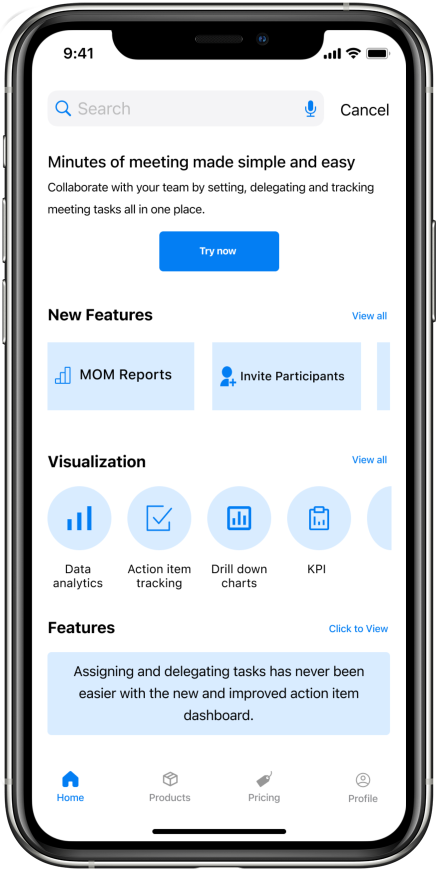 9:41
Search
Cancel
Minutes of meeting made simple and easy
Collaborate with your team by setting, delegating and tracking
meeting tasks all in one place.
Try now
New Features
View all
MOM Reports
Invite Participants
Visualization
View all
Data
analytics
Action item
tracking
Drill down
charts
KPI
Features
Click to View
Assigning and delegating tasks has never been
easier with the new and improved action item
dashboard.
Home
Products
Pricing
Profile